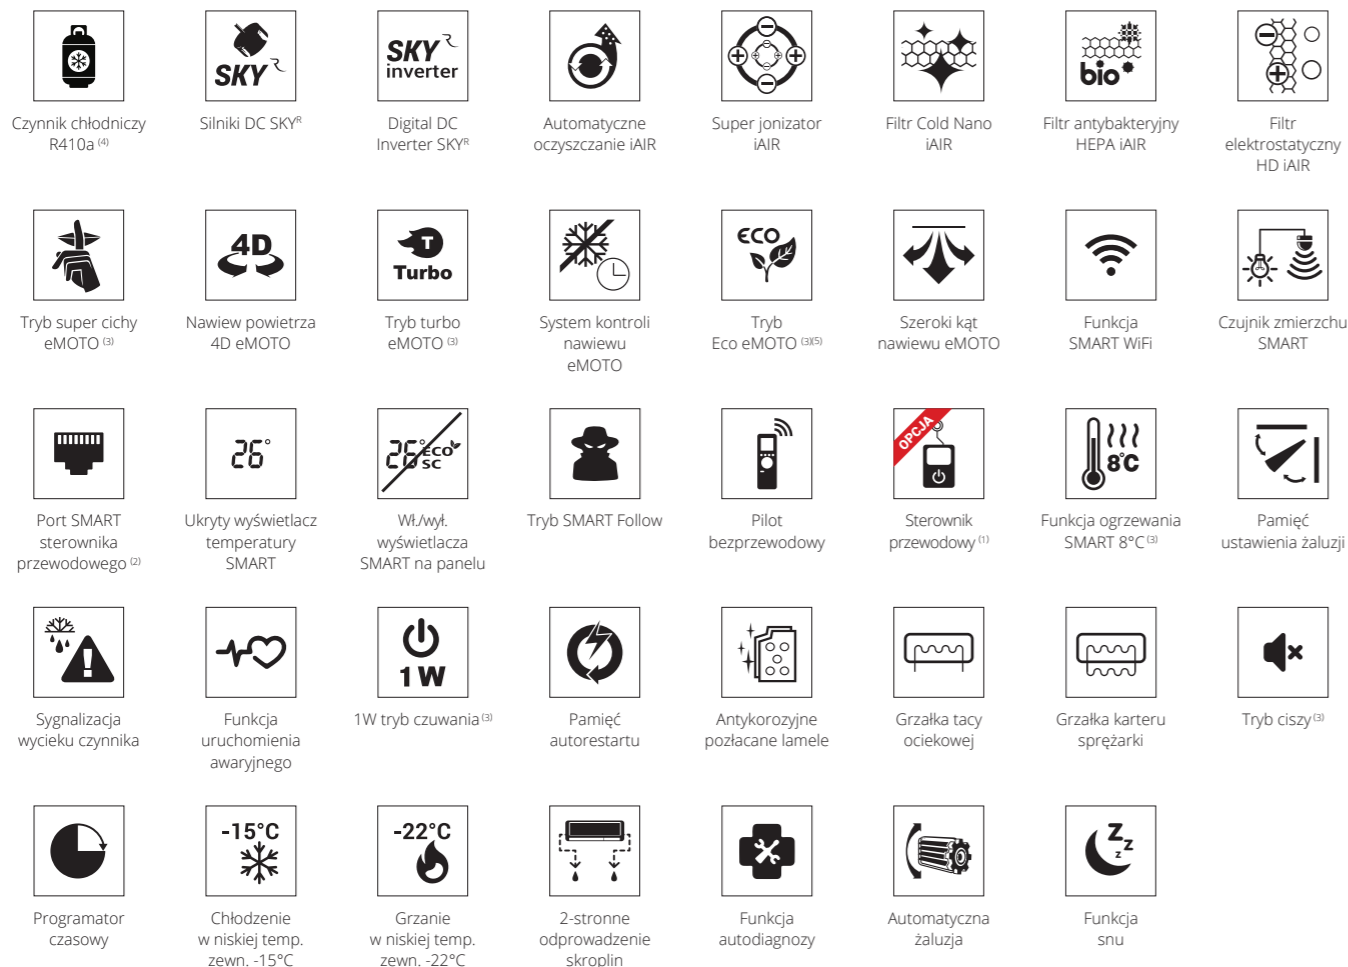 SKY R
SKY R
inverter
bio
Czynnik chłodniczy
R410a (4)
Silniki DC SKYR
Digital DC
Inverter SKYR
Automatyczne
oczyszczanie iAIR
Super jonizator
iAIR
Filtr Cold Nano
iAIR
Filtr antybakteryjny
HEPA iAIR
Filtr
elektrostatyczny
HD iAIR
4D
T
Turbo
ECO
Tryb super cichy
eMOTO (3)
Nawiew powietrza
4D eMOTO
Tryb turbo
eMOTO (3)
System kontroli
nawiewu
eMOTO
Tryb
Eco eMOTO (3)(5)
Szeroki kąt
nawiewu eMOTO
Funkcja
SMART WiFi
Czujnik zmierzchu
SMART
26°
26° ECO
SC
OPCJA
8°C
Port SMART
sterownika
przewodowego (2)
Ukryty wyświetlacz
temperatury
SMART
Wł./wył.
wyświetlacza
SMART na panelu
Tryb SMART Follow
Pilot
bezprzewodowy
Sterownik
przewodowy (1)
Funkcja ogrzewania
SMART 8°C (3)
Pamięć
ustawienia żaluzji
1W
Sygnalizacja
wycieku czynnika
Funkcja
uruchomienia
awaryjnego
1W tryb czuwania (3)
Pamięć
autorestartu
Antykorozyjne
pozłacane lamele
Grzałka tacy
ociekowej
Grzałka karteru
sprężarki
Tryb ciszy (3)
-15°C
-22°C
Z z z
Programator
czasowy
Chłodzenie
w niskiej temp.
zewn. -15°C
Grzanie
w niskiej temp.
zewn. -22°C
2-stronne
odprowadzenie
skroplin
Funkcja
autodiagnozy
Automatyczna
żaluzja
Funkcja
snu